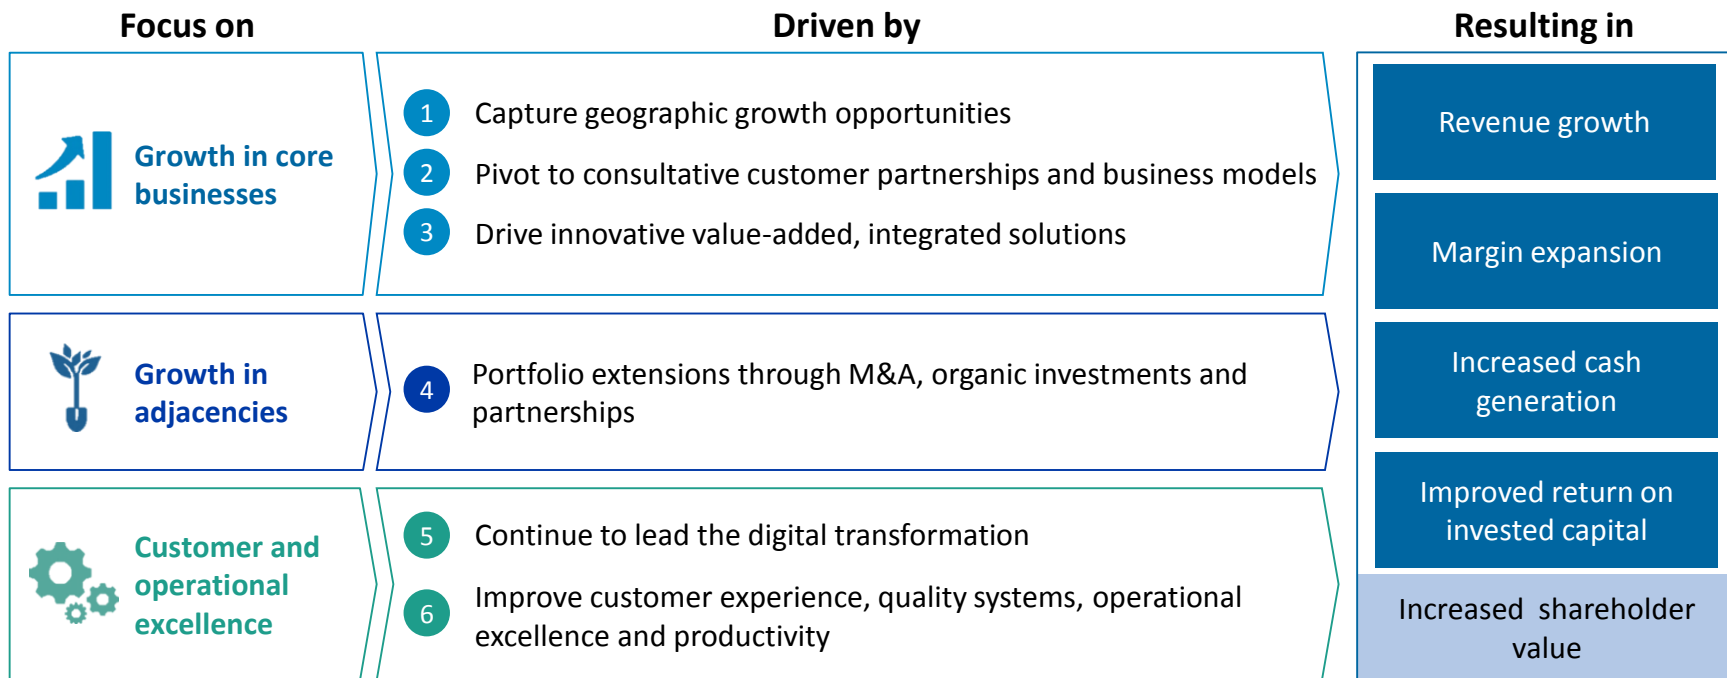 Focus on
Driven by
Resulting in
Growth in core
businesses
1 Capture geographic growth opportunities
2 Pivot to consultative customer partnerships and business models
3 Drive innovative value-added, integrated solutions
Growth in
adjacencies
4 Portfolio extensions through M&A, organic investments and
partnerships
Customer and
operational
excellence
5 Continue to lead the digital transformation
6 Improve customer experience, quality systems, operational
excellence and productivity
Revenue growth
Margin expansion
Increased cash
generation
Improved return on
invested capital
Increased shareholder
value